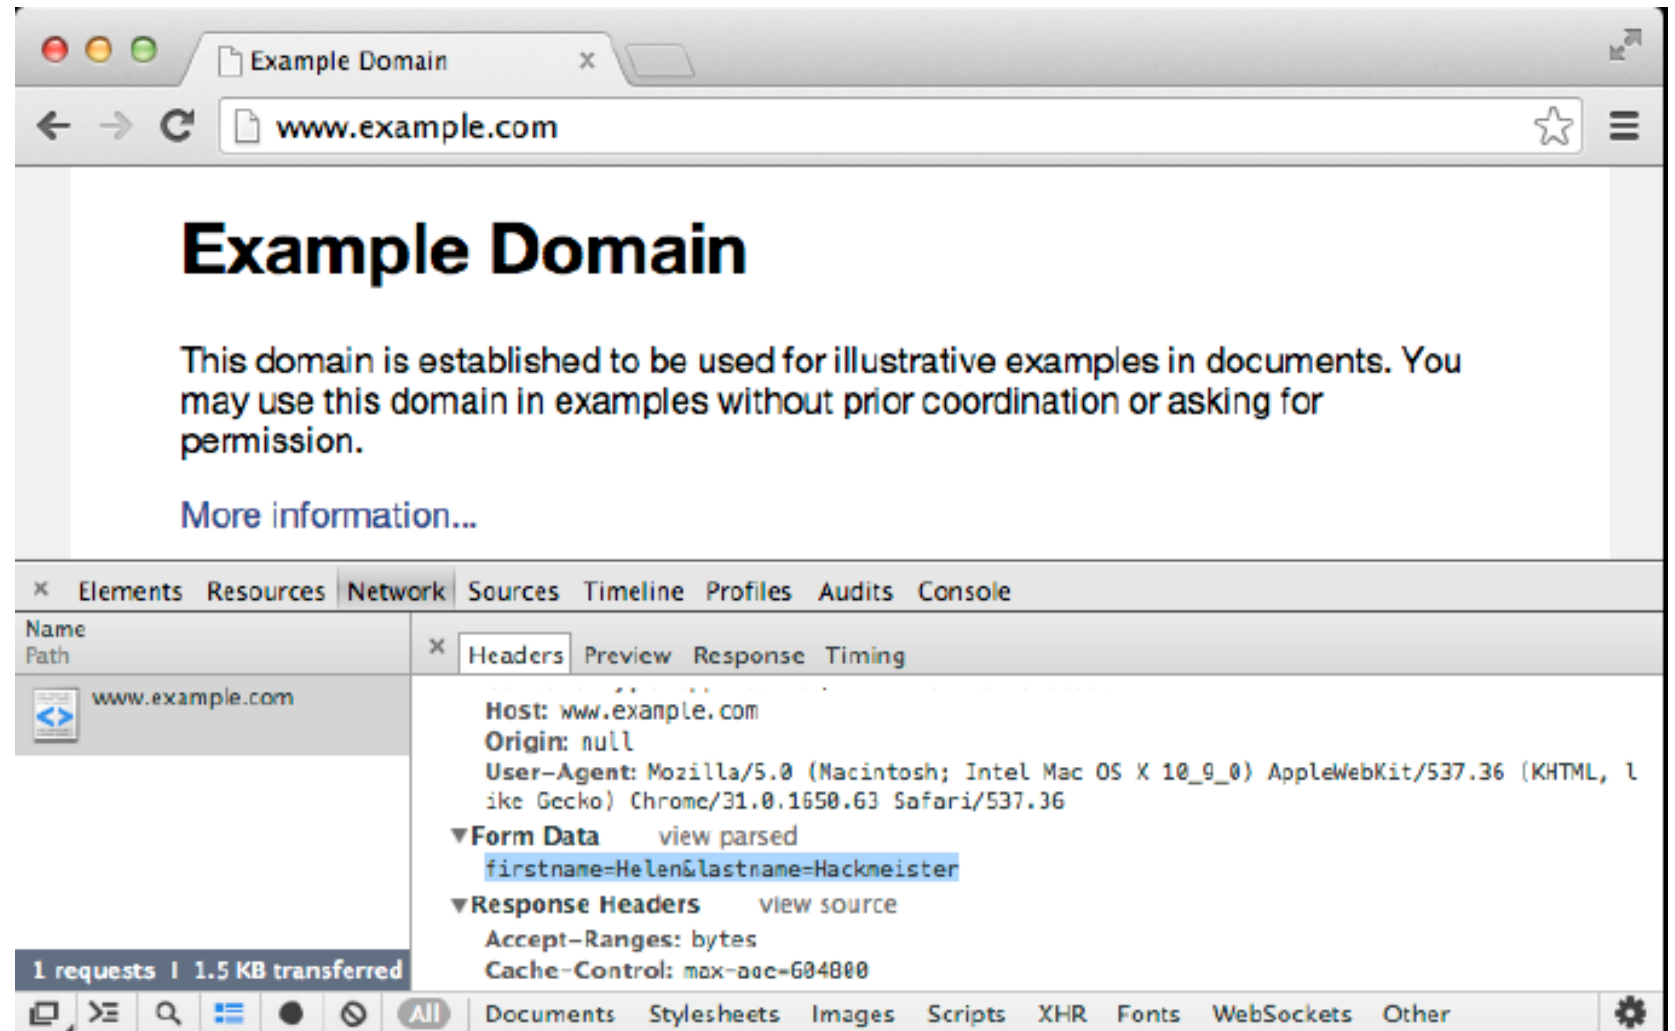 Example Domain
www.example.com
Example Domain
This domain is established to be used for illustrative examples in documents. You
may use this domain in examples without prior coordination or asking for
permission.
More information...
Elements Resources Network Sources Timeline Profiles Audits Console
Name
Path
Headers Preview Response Timing
www.example.com
Host: www.example.com
Origin: null
User-Agent: Mozilla/5.0 (Macintosh; Intel Mac OS X 10_9_0) AppleWebKit/537.36 (KHTML, l
ike Gecko) Chrome/31.0.1650.63 Safari/537.36
Form Data view parsed
firstname=Helen&lastname=Hackmeister
Response Headers view source
Accept-Ranges: bytes
Cache-Control: max-age=604800
1 requests | 1.5 KB transferred
All Documents Stylesheets Images Scripts XHR Fonts WebSockets Other